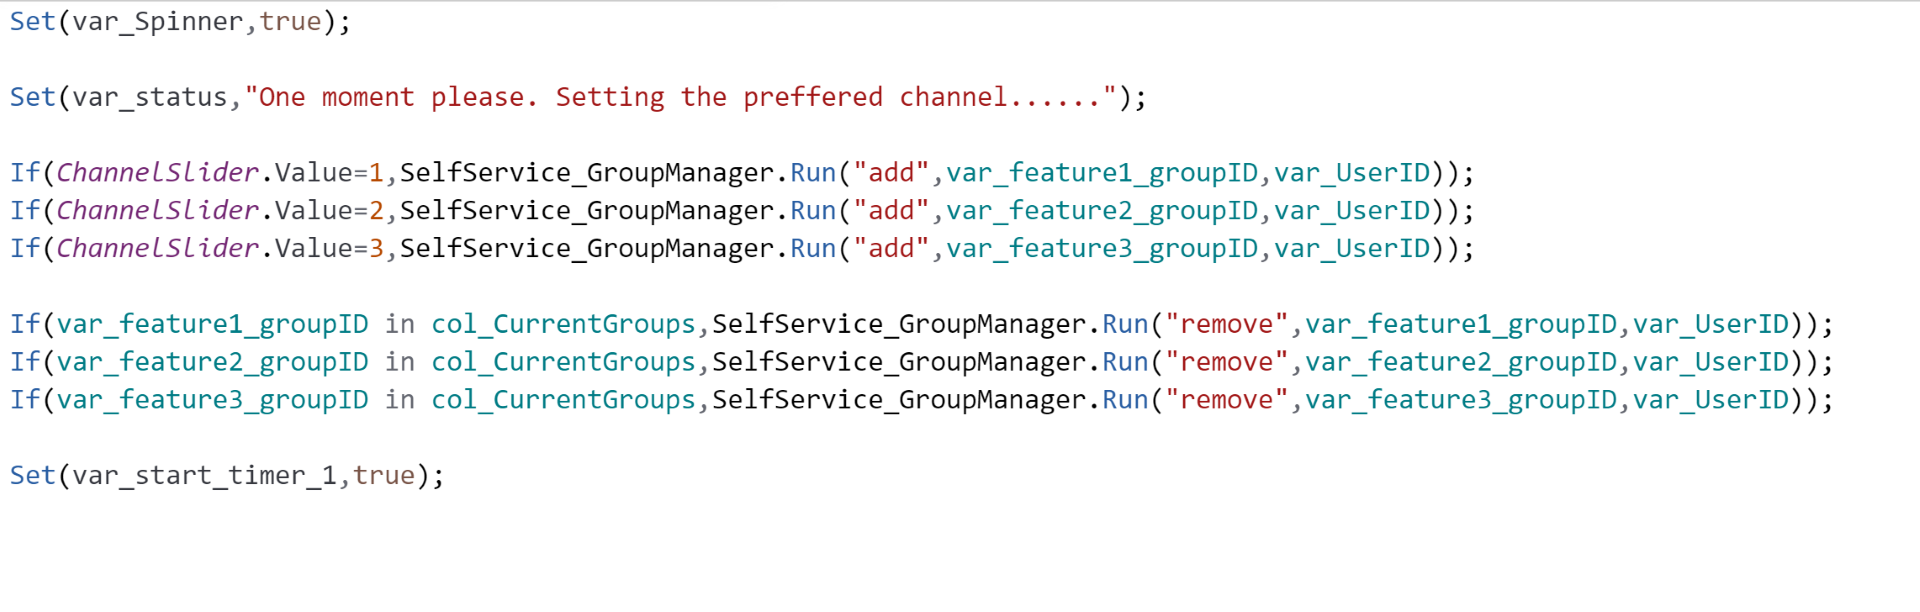 Set(var_Spinner,true);
Set(var_status,"One moment please. Setting the preffered channel......");
If(ChannelSlider.Value=1,SelfService_GroupManager.Run("add",var_feature1_groupID,var_UserID));
If(ChannelSlider.Value=2,SelfService_GroupManager.Run("add",var_feature2_groupID,var_UserID));
If(ChannelSlider.Value=3,SelfService_GroupManager.Run("add",var_feature3_groupID,var_UserID));
If(var_feature1_groupID in col_CurrentGroups,SelfService_GroupManager.Run("remove",var_feature1_groupID,var_UserID));
If(var_feature2_groupID in col_CurrentGroups,SelfService_GroupManager.Run("remove",var_feature2_groupID,var_UserID));
If(var_feature3_groupID in col_CurrentGroups,SelfService_GroupManager.Run("remove",var_feature3_groupID,var_UserID));
Set(var_start_timer_1,true);